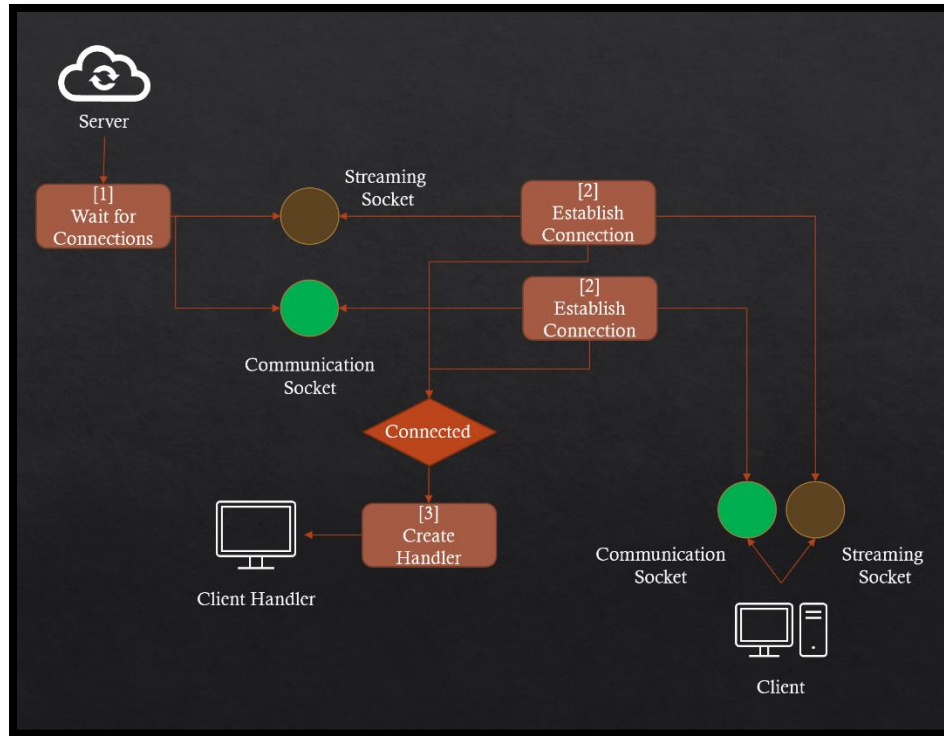 Server
[1]
Wait for
Connections
Streaming
Socket
[2]
Establish
Connection
[2]
Establish
Connection
Communication
Socket
Connected
[3]
Create
Handler
Client Handler
Communication
Socket
Streaming
Socket
Client